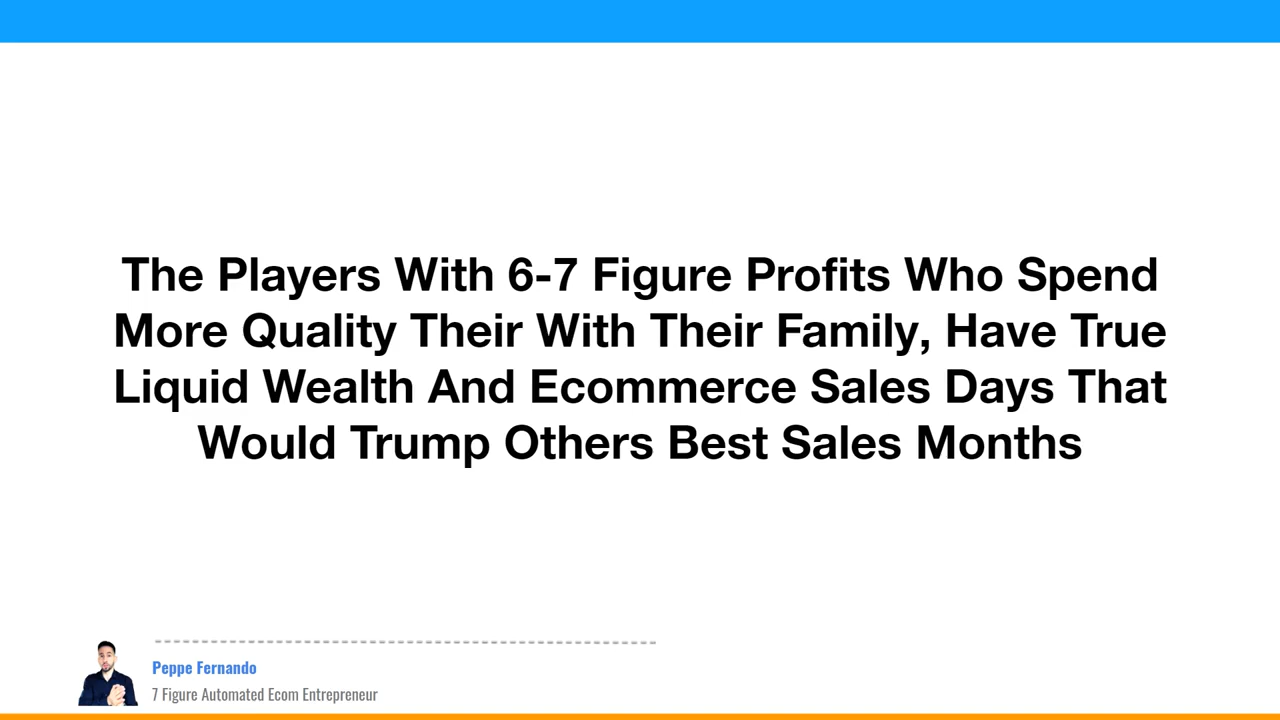 The Players With 6-7 Figure Profits Who Spend
More Quality Their With Their Family, Have True
Liquid Wealth And Ecommerce Sales Days That
Would Trump Others Best Sales Months
Peppe Fernando
7 Figure Automated Ecom Entrepreneur